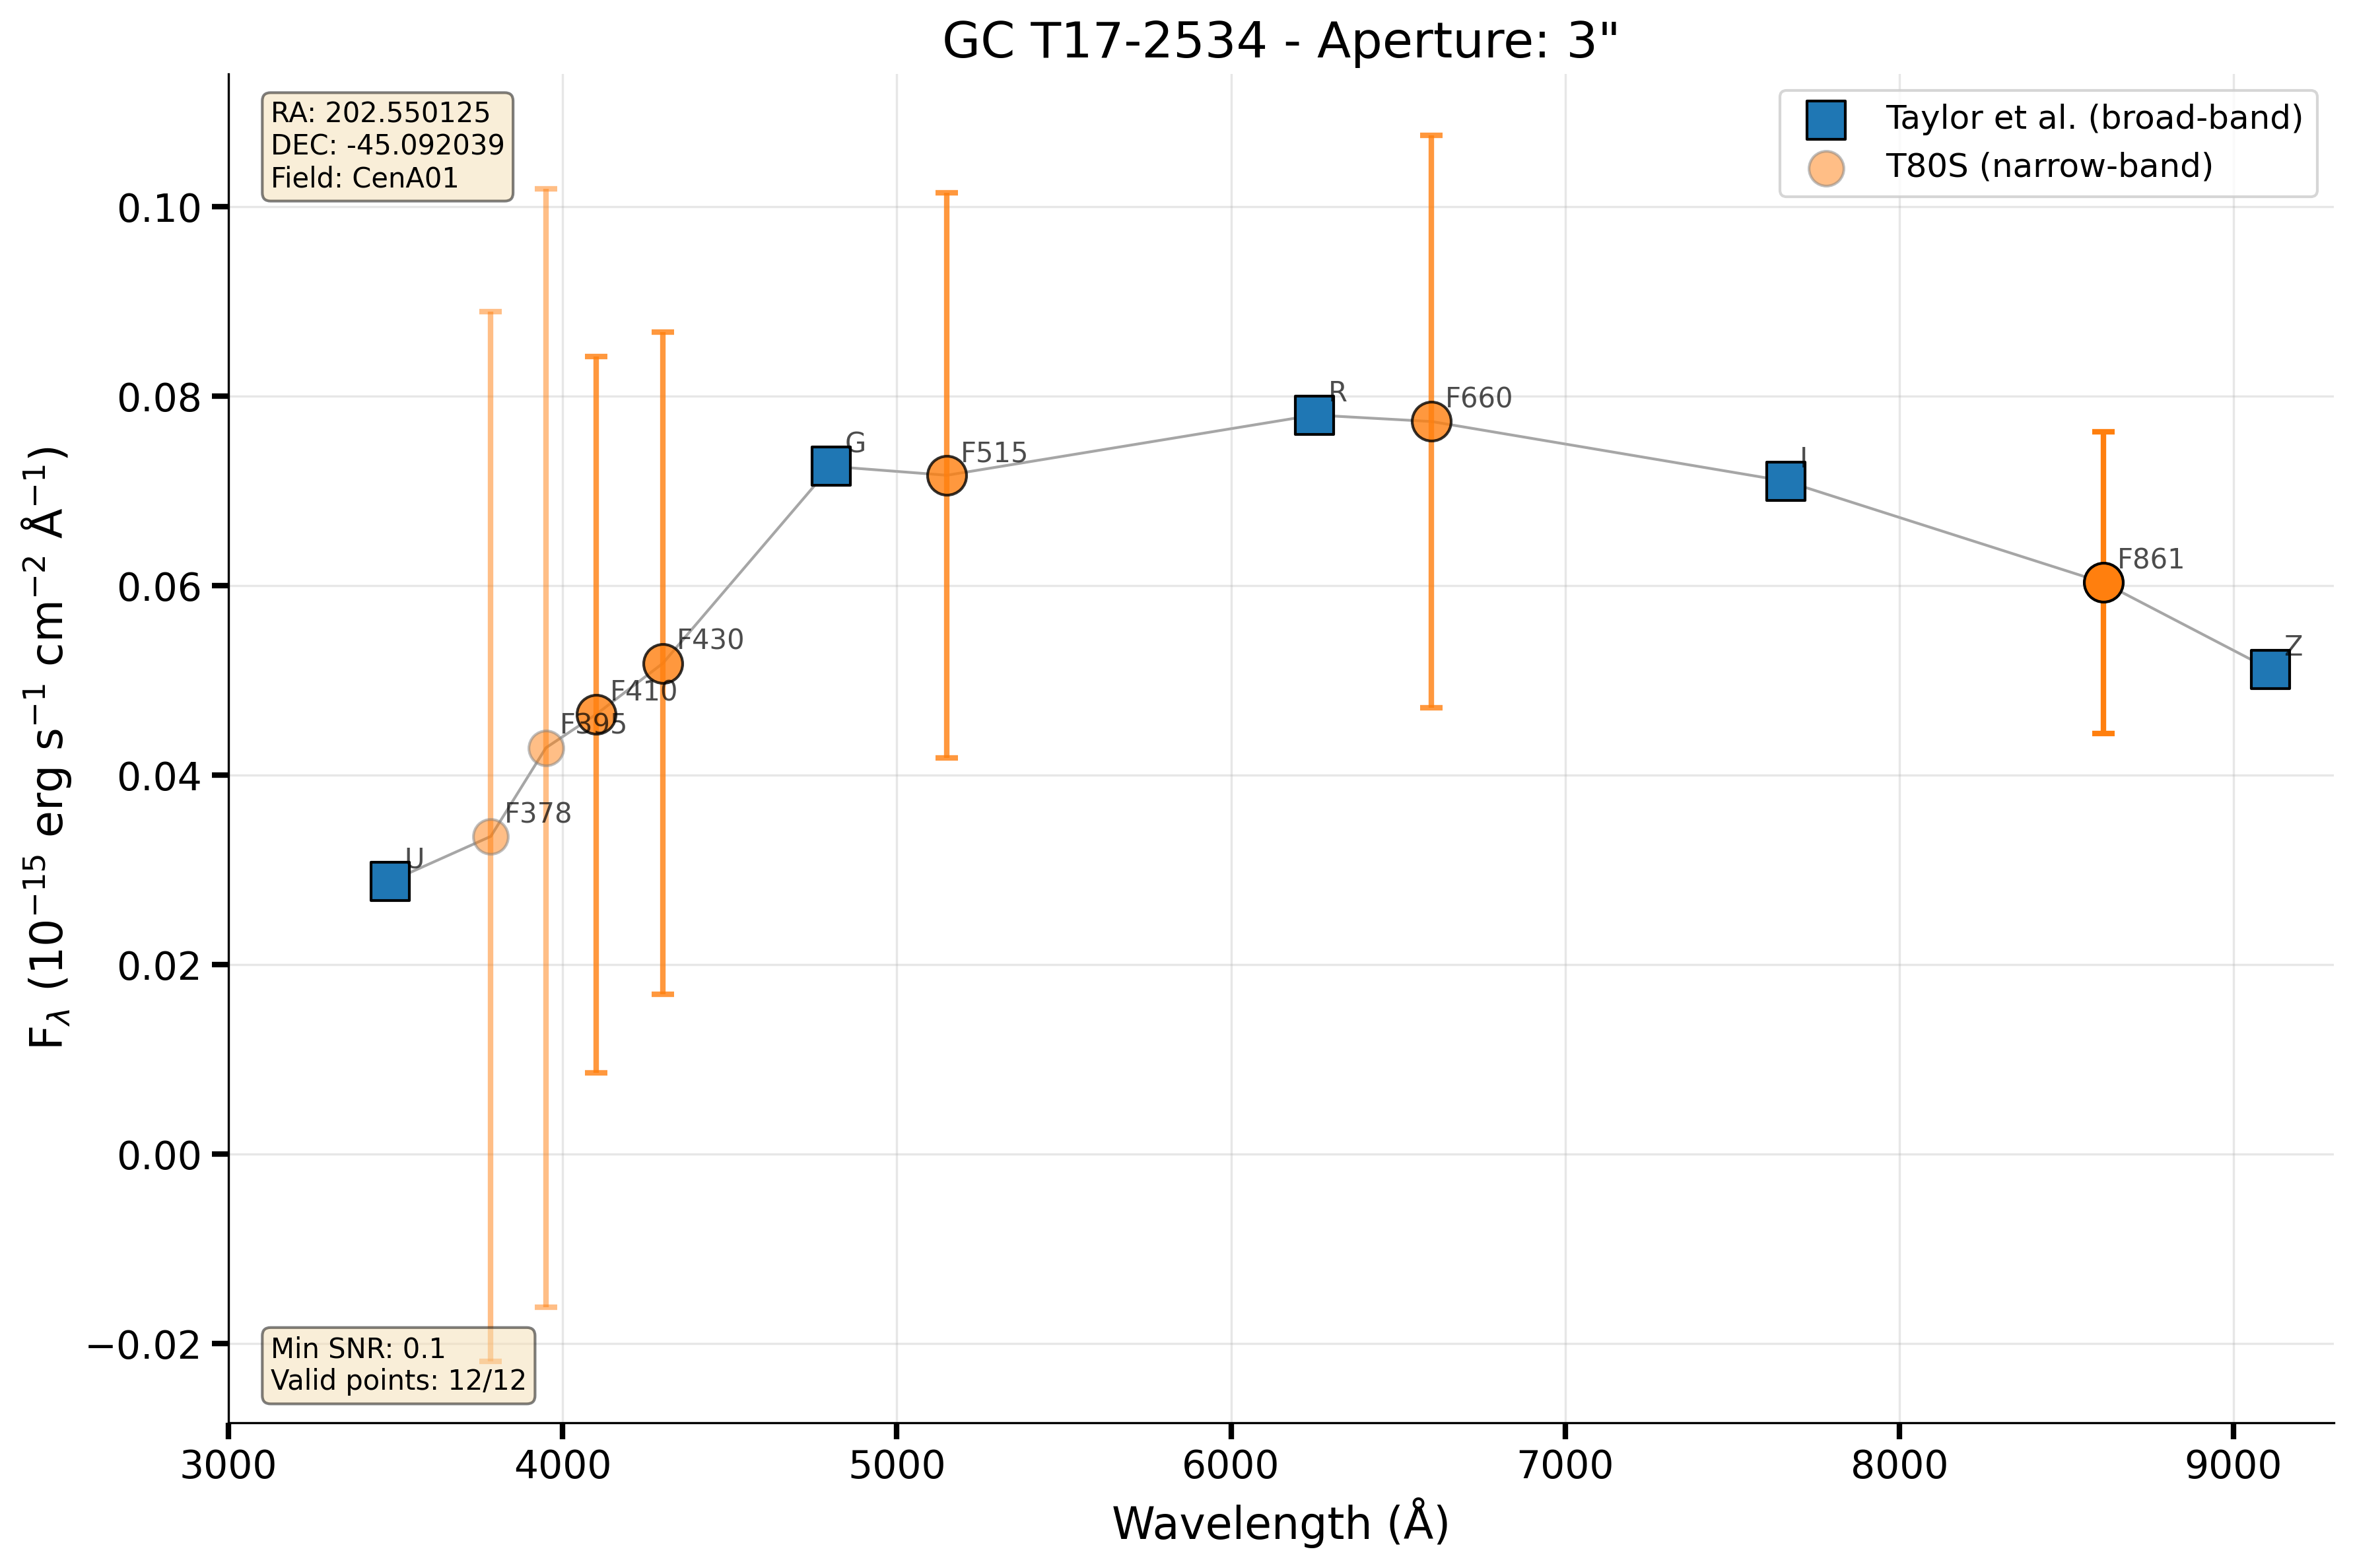 GC T17-2534 - Aperture: 3"
RA: 202.550125
DEC: -45.092039
Field: CenA01
Taylor et al. (broad-band)
T80S (narrow-band)
0.10
0.08
0.06
0.04
0.02
0.00
−0.02
F$_{λ}$ (10$^{−15}$ erg s$^{−1}$ cm$^{−2}$ Å$^{−1}$)
U
F378
F395
F410
F430
G
F515
R
F660
I
F861
Z
Min SNR: 0.1
Valid points: 12/12
3000 4000 5000 6000 7000 8000 9000
Wavelength (Å)